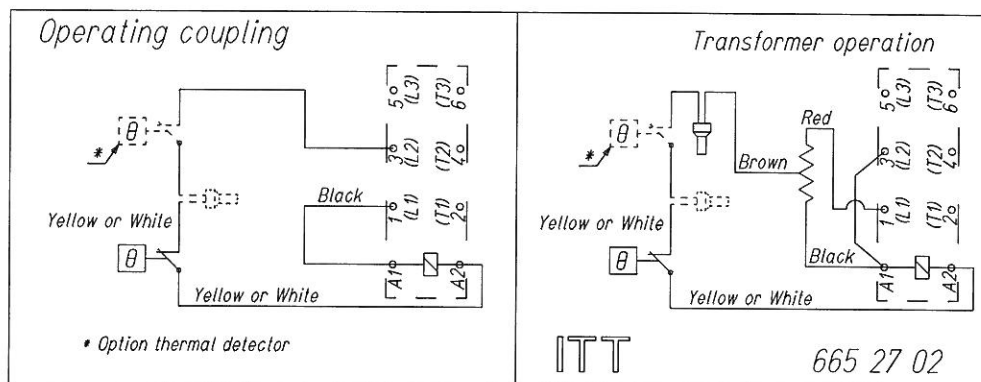 Operating coupling
5 (L3) (T3) 6
θ
*
3 (L2) (T2) 4
Black
1 (L1) (T1) 2
Yellow or White
θ
A1 A2
Yellow or White
* Option thermal detector
Transformer operation
5 (L3) (T3) 6
θ
*
Red
3 (L2) (T2) 4
Brown
1 (L1) (T1) 2
Yellow or White
θ
Black
A1 A2
Yellow or White
ITT
665 27 02